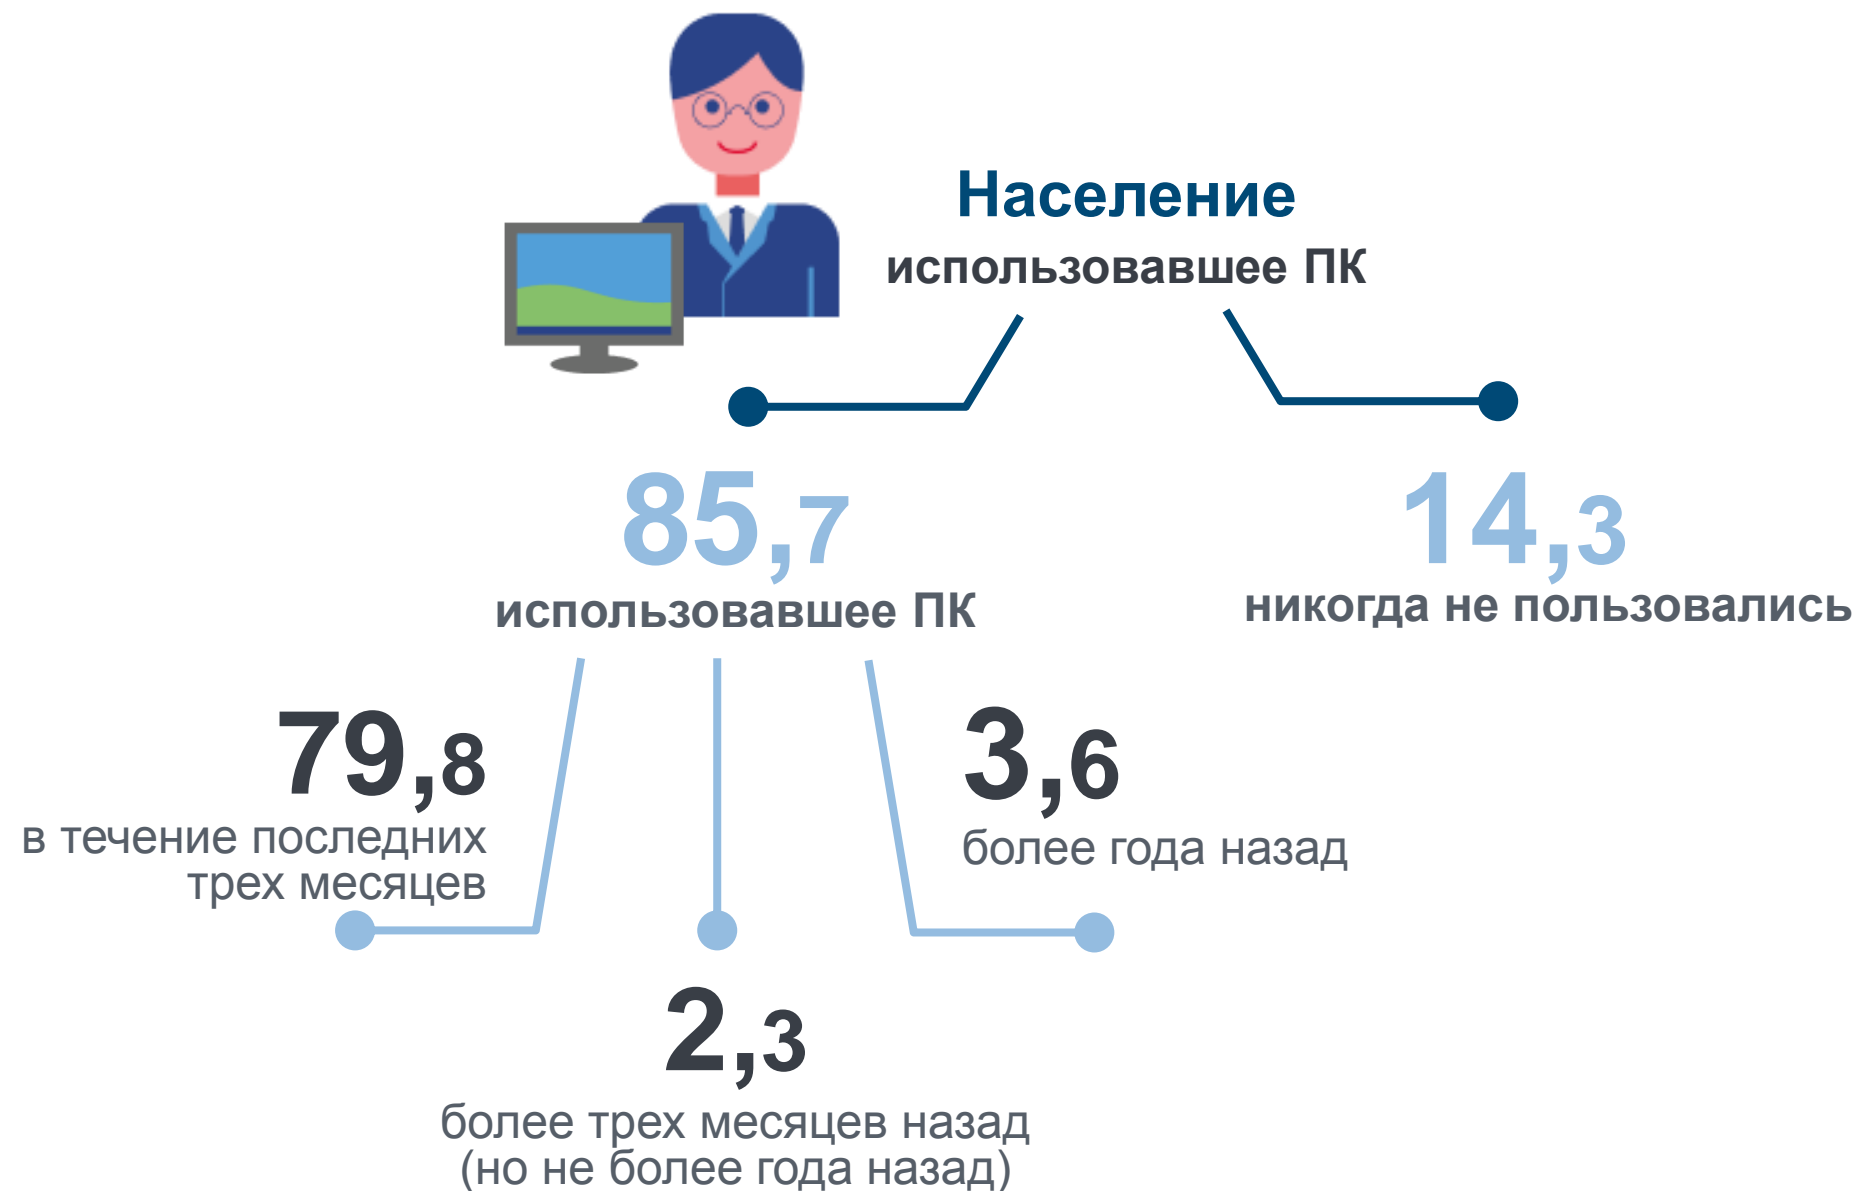 Население
использовавшее ПК
85,7
использовавшее ПК
14,3
никогда не пользовались
79,8
в течение последних
трех месяцев
3,6
более года назад
2,3
более трех месяцев назад
(но не более года назад)